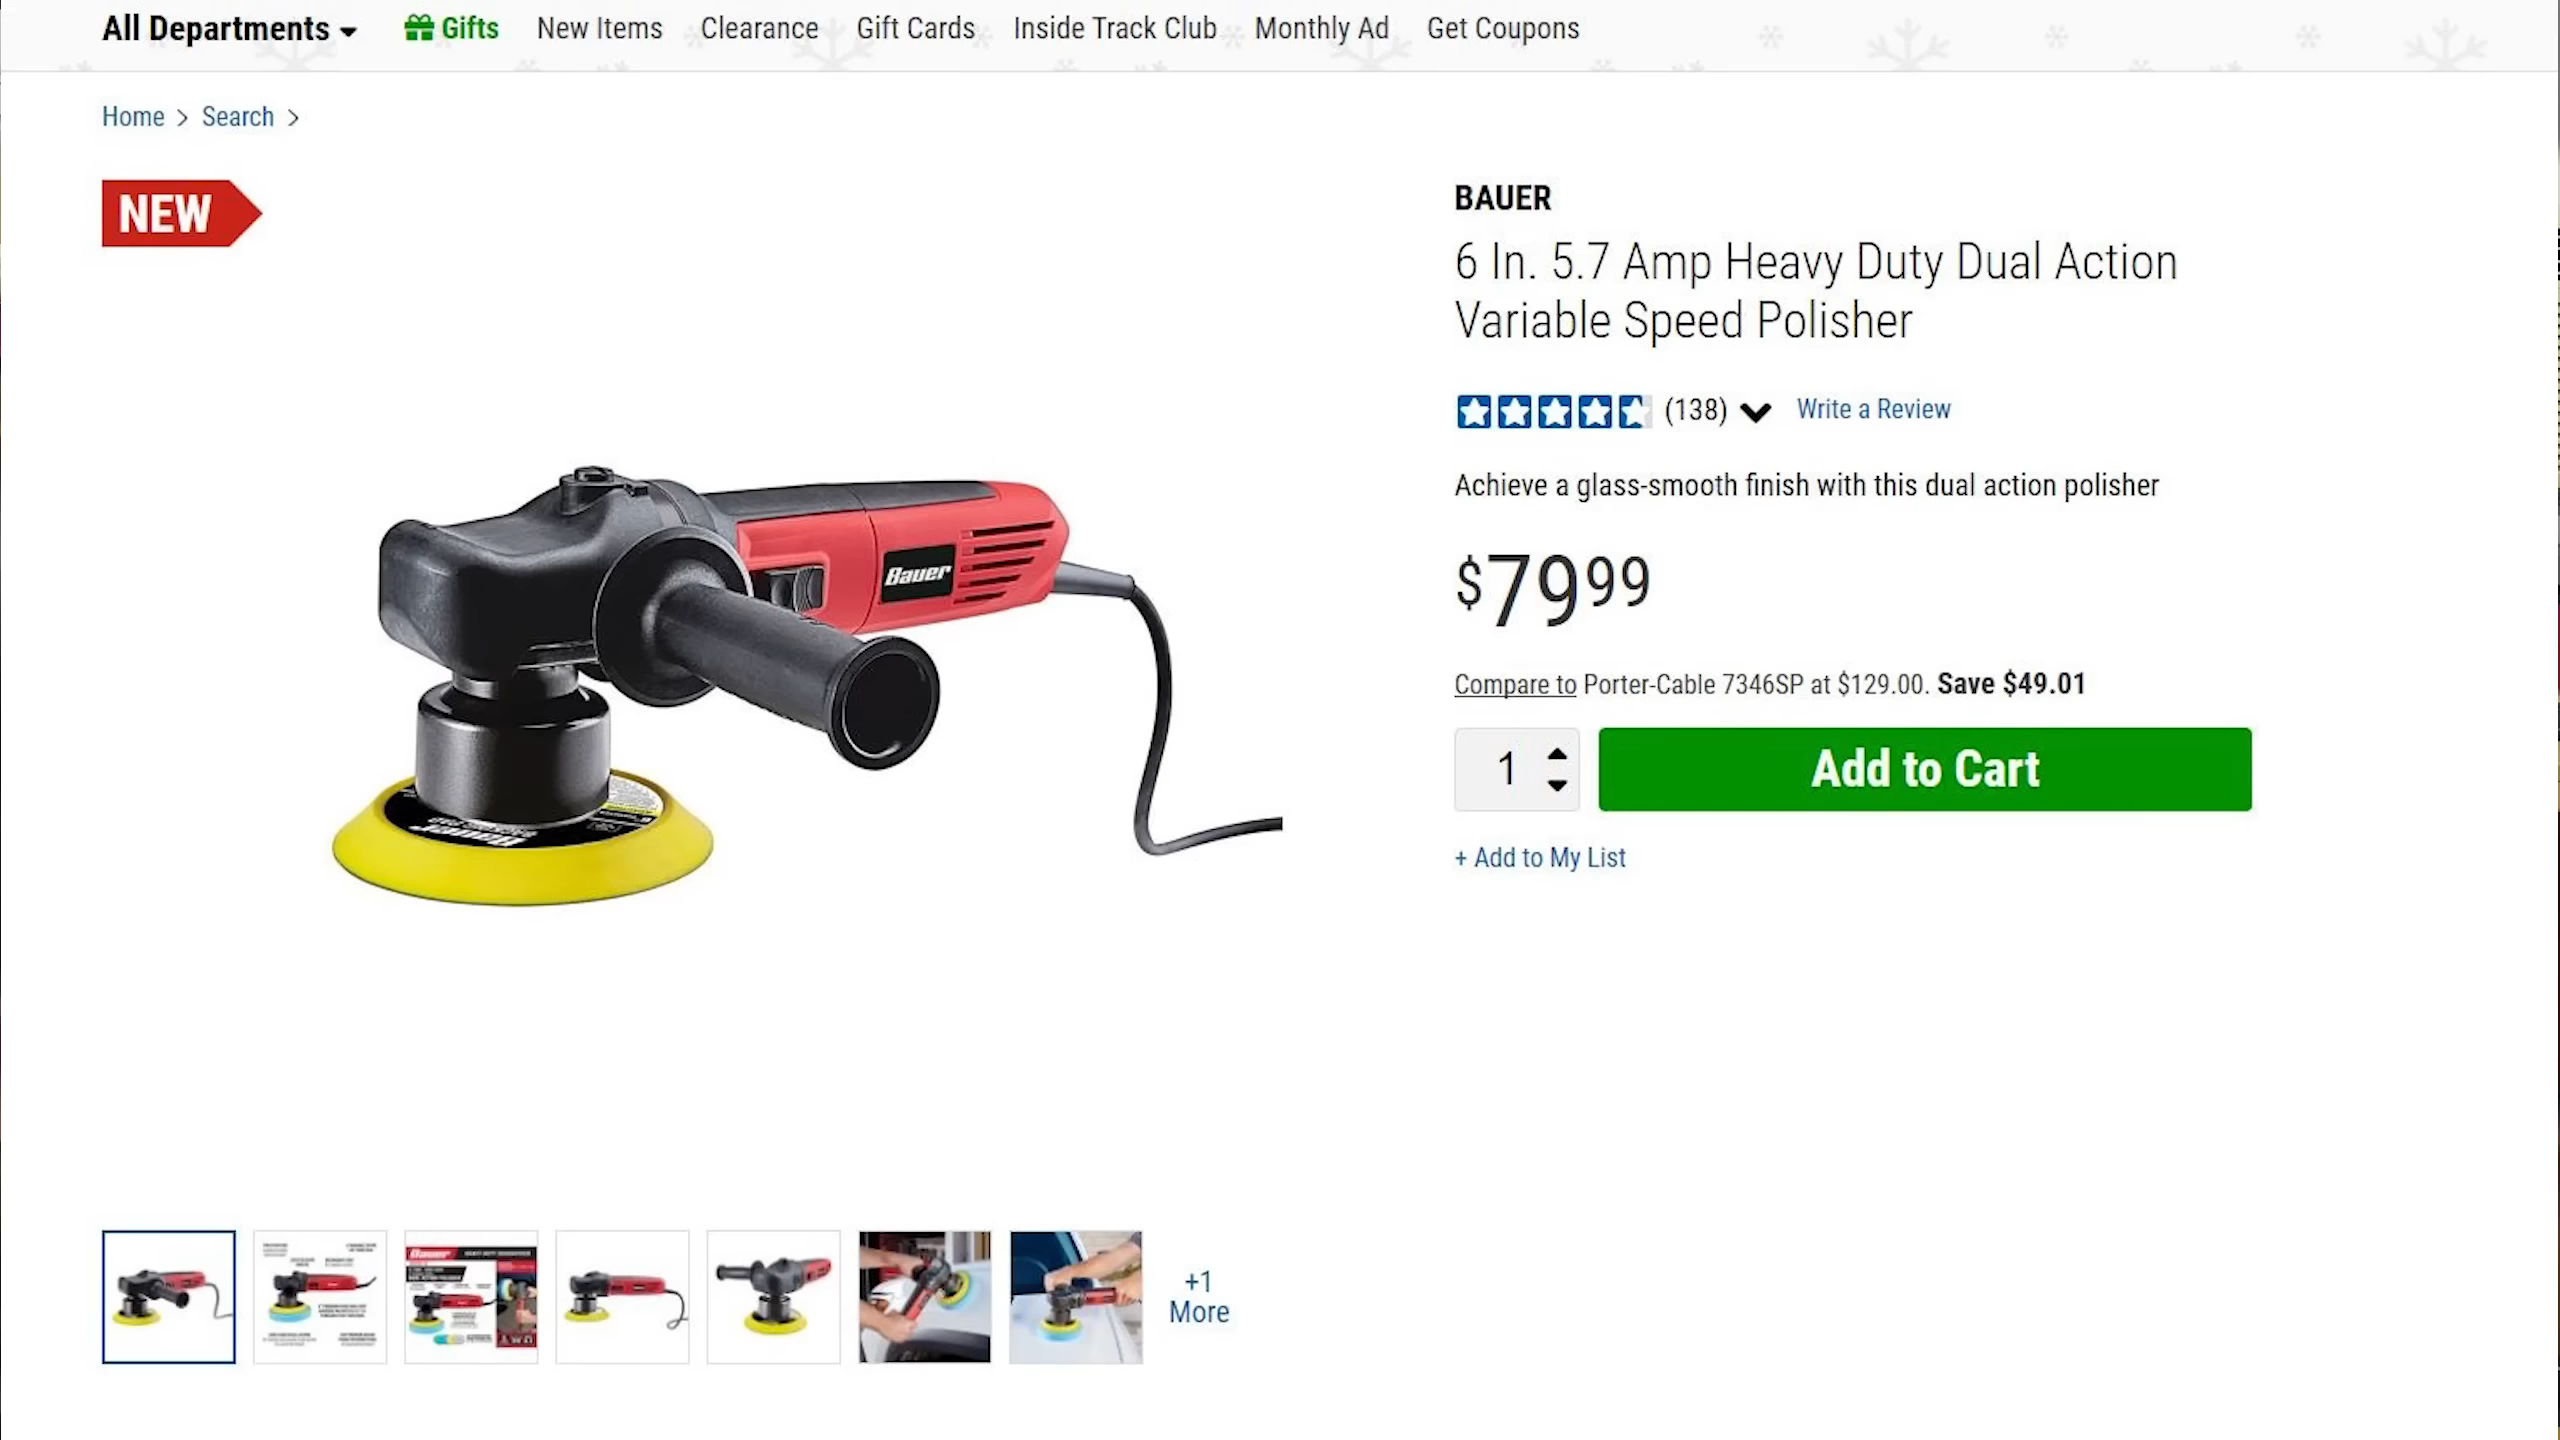 All Departments
Gifts
New Items
Clearance
Gift Cards
Inside Track Club
Monthly Ad
Get Coupons
Home > Search >
NEW
BAUER
6 In. 5.7 Amp Heavy Duty Dual Action
Variable Speed Polisher
(138)
Write a Review
Achieve a glass-smooth finish with this dual action polisher
$79 99
Compare to Porter-Cable 7346SP at $129.00. Save $49.01
1
Add to Cart
+ Add to My List
Bauer
Bauer
Bauer
+1
More